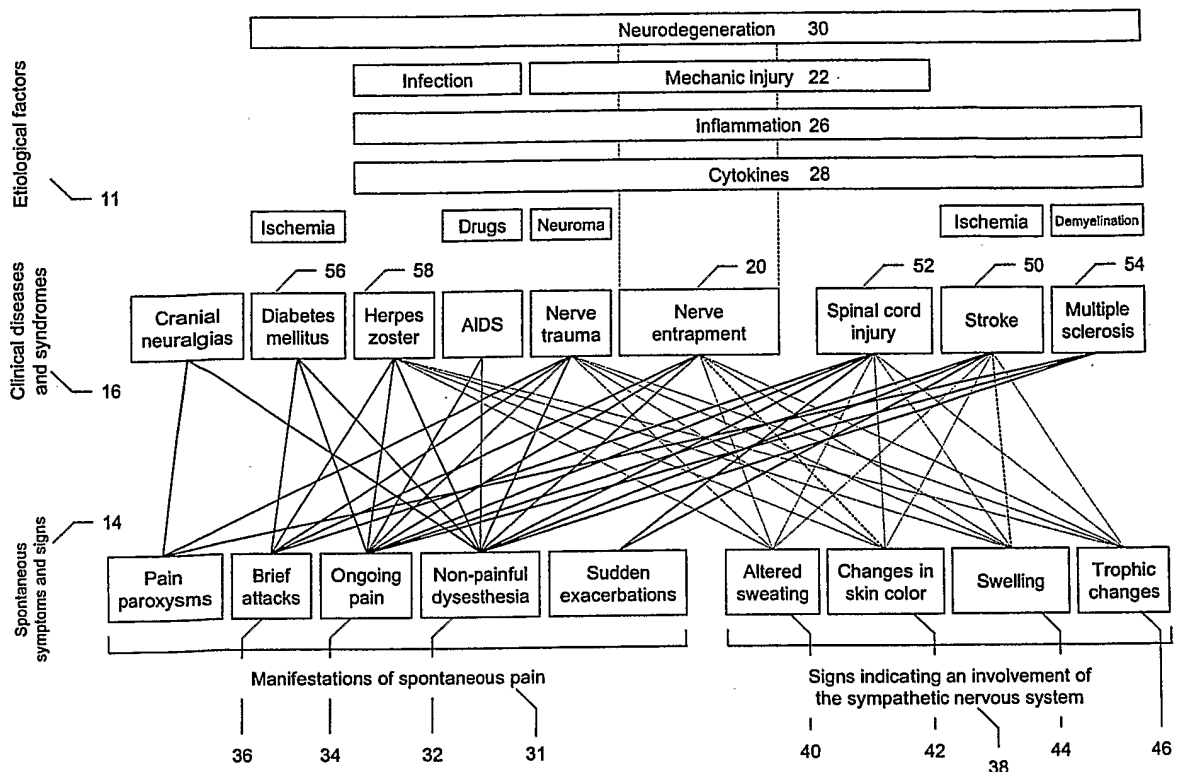 Neurodegeneration 30
Infection
Mechanic injury 22
Inflammation 26
Cytokines 28
Etiological factors
11
Ischemia
Drugs
Neuroma
Ischemia
Demyelination
56
58
20
52
50
54
Clinical diseases
and syndromes
16
Cranial
neuralgias
Diabetes
mellitus
Herpes
zoster
AIDS
Nerve
trauma
Nerve
entrapment
Spinal cord
injury
Stroke
Multiple
sclerosis
Spontaneous
symptoms and signs
14
Pain
paroxysms
Brief
attacks
Ongoing
pain
Non-painful
dysesthesia
Sudden
exacerbations
Altered
sweating
Changes in
skin color
Swelling
Trophic
changes
Manifestations of spontaneous pain
Signs indicating an involvement of
the sympathetic nervous system
36
34
32
31
40
42
38
44
46